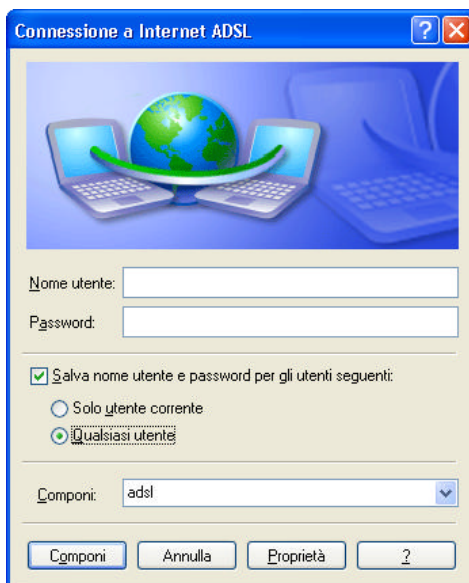 Connessione a Internet ADSL
Nome utente:
Password:
Salva nome utente e password per gli utenti seguenti:
Solo utente corrente
Qualsiasi utente
Componi: adsl
Componi Annulla Proprietà ?